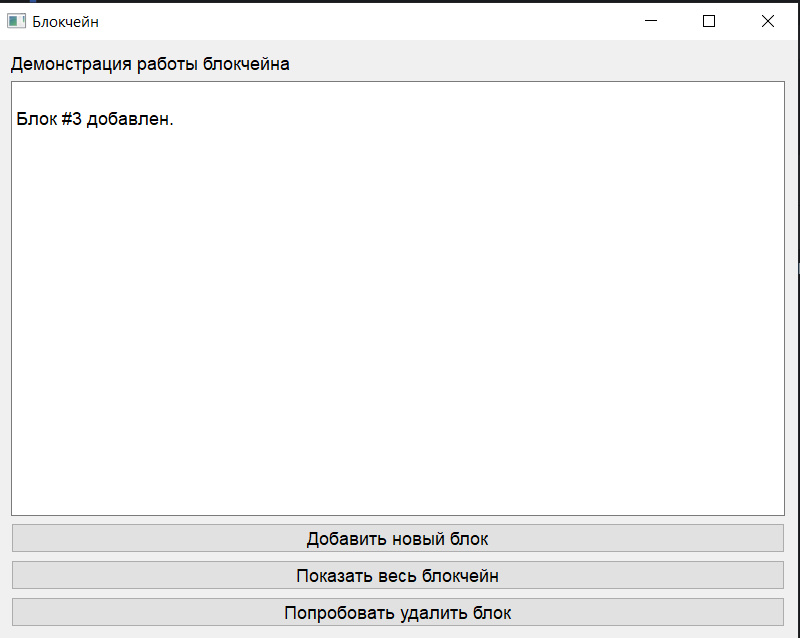 Блокчейн
Демонстрация работы блокчейна
Блок #3 добавлен.
Добавить новый блок
Показать весь блокчейн
Попробовать удалить блок